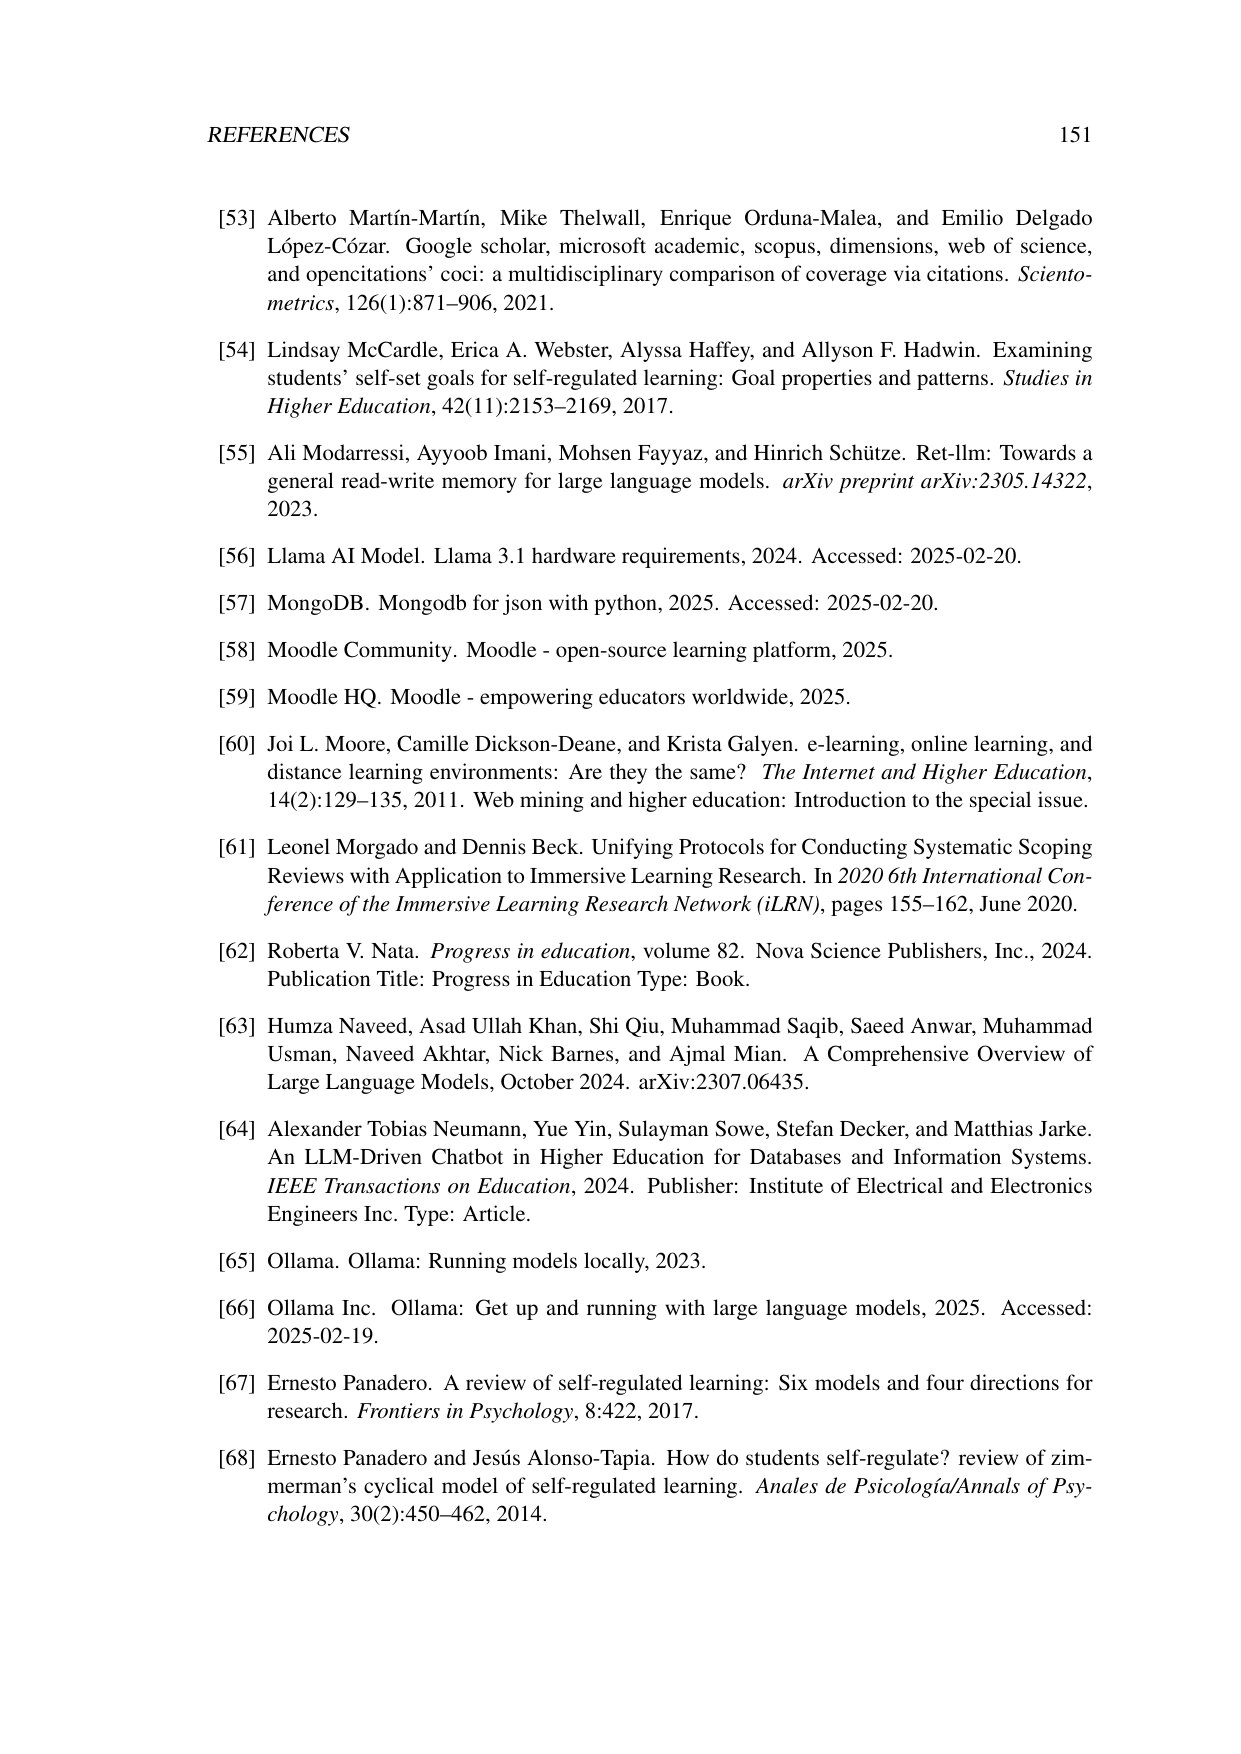 REFERENCES 151
[53] Alberto Martín-Martín, Mike Thelwall, Enrique Orduna-Malea, and Emilio Delgado
López-Cózar. Google scholar, microsoft academic, scopus, dimensions, web of science,
and opencitations’ coci: a multidisciplinary comparison of coverage via citations. Sciento-
metrics, 126(1):871–906, 2021.
[54] Lindsay McCardle, Erica A. Webster, Alyssa Haffey, and Allyson F. Hadwin. Examining
students’ self-set goals for self-regulated learning: Goal properties and patterns. Studies in
Higher Education, 42(11):2153–2169, 2017.
[55] Ali Modarressi, Ayyoob Imani, Mohsen Fayyaz, and Hinrich Schütze. Ret-llm: Towards a
general read-write memory for large language models. arXiv preprint arXiv:2305.14322,
2023.
[56] Llama AI Model. Llama 3.1 hardware requirements, 2024. Accessed: 2025-02-20.
[57] MongoDB. Mongodb for json with python, 2025. Accessed: 2025-02-20.
[58] Moodle Community. Moodle - open-source learning platform, 2025.
[59] Moodle HQ. Moodle - empowering educators worldwide, 2025.
[60] Joi L. Moore, Camille Dickson-Deane, and Krista Galyen. e-learning, online learning, and
distance learning environments: Are they the same? The Internet and Higher Education,
14(2):129–135, 2011. Web mining and higher education: Introduction to the special issue.
[61] Leonel Morgado and Dennis Beck. Unifying Protocols for Conducting Systematic Scoping
Reviews with Application to Immersive Learning Research. In 2020 6th International Con-
ference of the Immersive Learning Research Network (iLRN), pages 155–162, June 2020.
[62] Roberta V. Nata. Progress in education, volume 82. Nova Science Publishers, Inc., 2024.
Publication Title: Progress in Education Type: Book.
[63] Humza Naveed, Asad Ullah Khan, Shi Qiu, Muhammad Saqib, Saeed Anwar, Muhammad
Usman, Naveed Akhtar, Nick Barnes, and Ajmal Mian. A Comprehensive Overview of
Large Language Models, October 2024. arXiv:2307.06435.
[64] Alexander Tobias Neumann, Yue Yin, Sulayman Sowe, Stefan Decker, and Matthias Jarke.
An LLM-Driven Chatbot in Higher Education for Databases and Information Systems.
IEEE Transactions on Education, 2024. Publisher: Institute of Electrical and Electronics
Engineers Inc. Type: Article.
[65] Ollama. Ollama: Running models locally, 2023.
[66] Ollama Inc. Ollama: Get up and running with large language models, 2025. Accessed:
2025-02-19.
[67] Ernesto Panadero. A review of self-regulated learning: Six models and four directions for
research. Frontiers in Psychology, 8:422, 2017.
[68] Ernesto Panadero and Jesús Alonso-Tapia. How do students self-regulate? review of zim-
merman’s cyclical model of self-regulated learning. Anales de Psicología/Annals of Psy-
chology, 30(2):450–462, 2014.